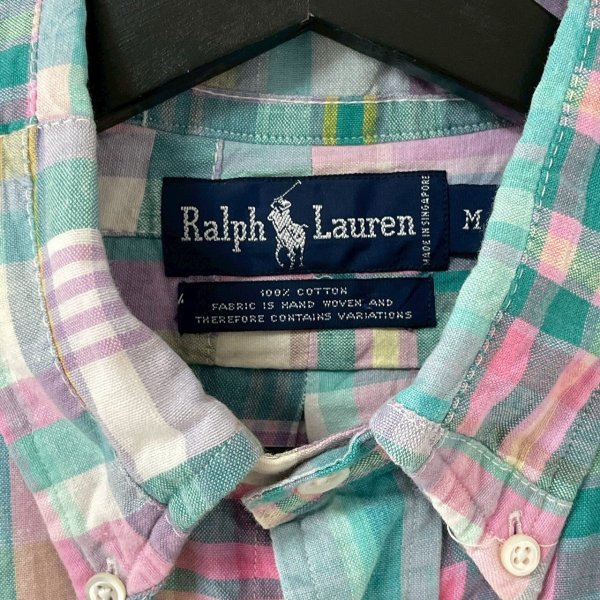 Ralph Lauren
MADE IN SINGAPORE
M
100% COTTON
FABRIC IS HAND WOVEN AND
THEREFORE CONTAINS VARIATIONS